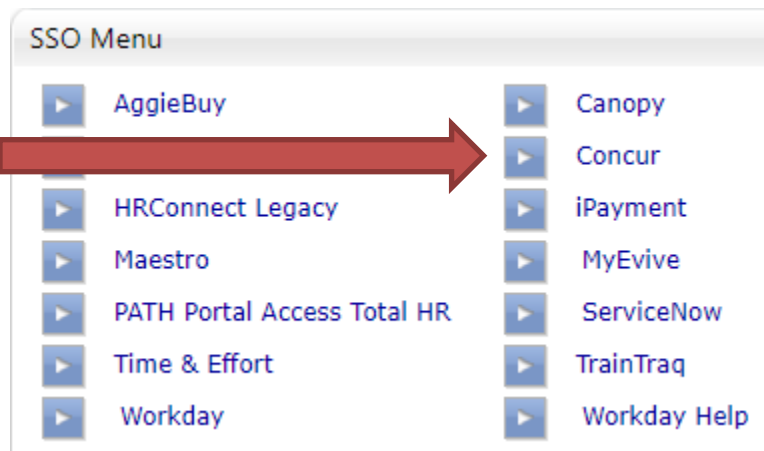 SSO Menu
AggieBuy Canopy
Concur
HRConnect Legacy iPayment
Maestro MyEvive
PATH Portal Access Total HR ServiceNow
Time & Effort TrainTraq
Workday Workday Help